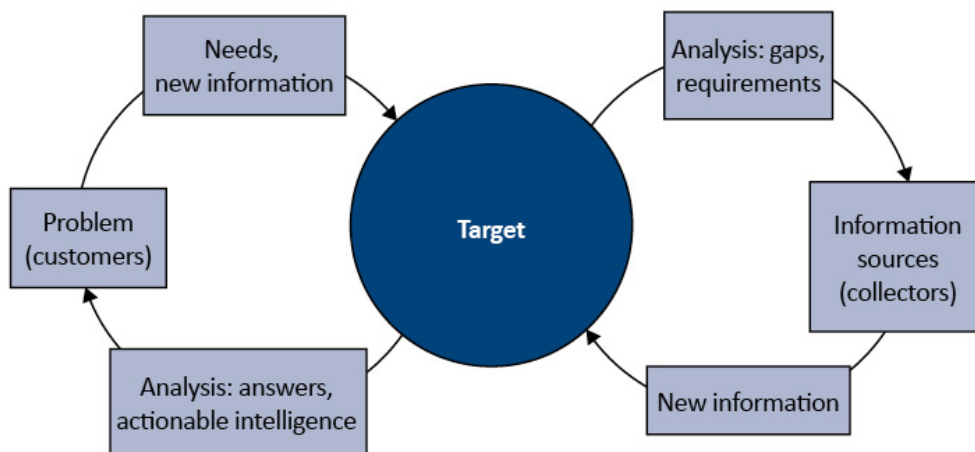 Needs,
new information
Analysis: gaps,
requirements
Problem
(customers)
Target
Information
sources
(collectors)
Analysis: answers,
actionable intelligence
New information